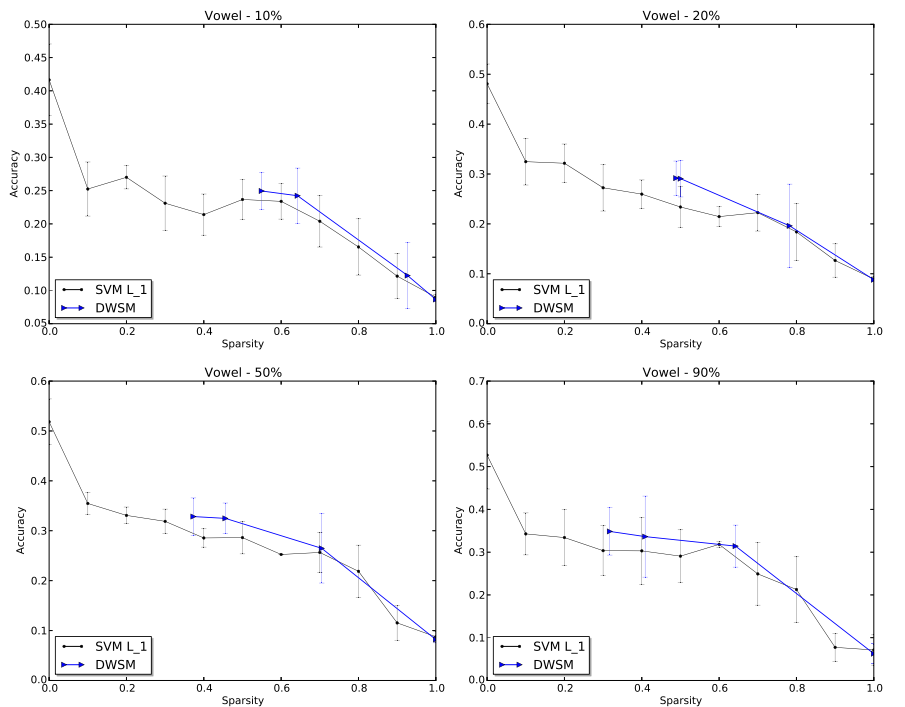 Vowel - 10%
0.50
0.45
0.40
0.35
0.30
0.25
0.20
0.15
0.10
0.05
Accuracy
SVM L_1
DWSM
0.0 0.2 0.4 0.6 0.8 1.0
Sparsity
Vowel - 20%
0.6
0.5
0.4
0.3
0.2
0.1
0.0
Accuracy
SVM L_1
DWSM
0.0 0.2 0.4 0.6 0.8 1.0
Sparsity
Vowel - 50%
0.6
0.5
0.4
0.3
0.2
0.1
0.0
Accuracy
SVM L_1
DWSM
0.0 0.2 0.4 0.6 0.8 1.0
Sparsity
Vowel - 90%
0.7
0.6
0.5
0.4
0.3
0.2
0.1
0.0
Accuracy
SVM L_1
DWSM
0.0 0.2 0.4 0.6 0.8 1.0
Sparsity